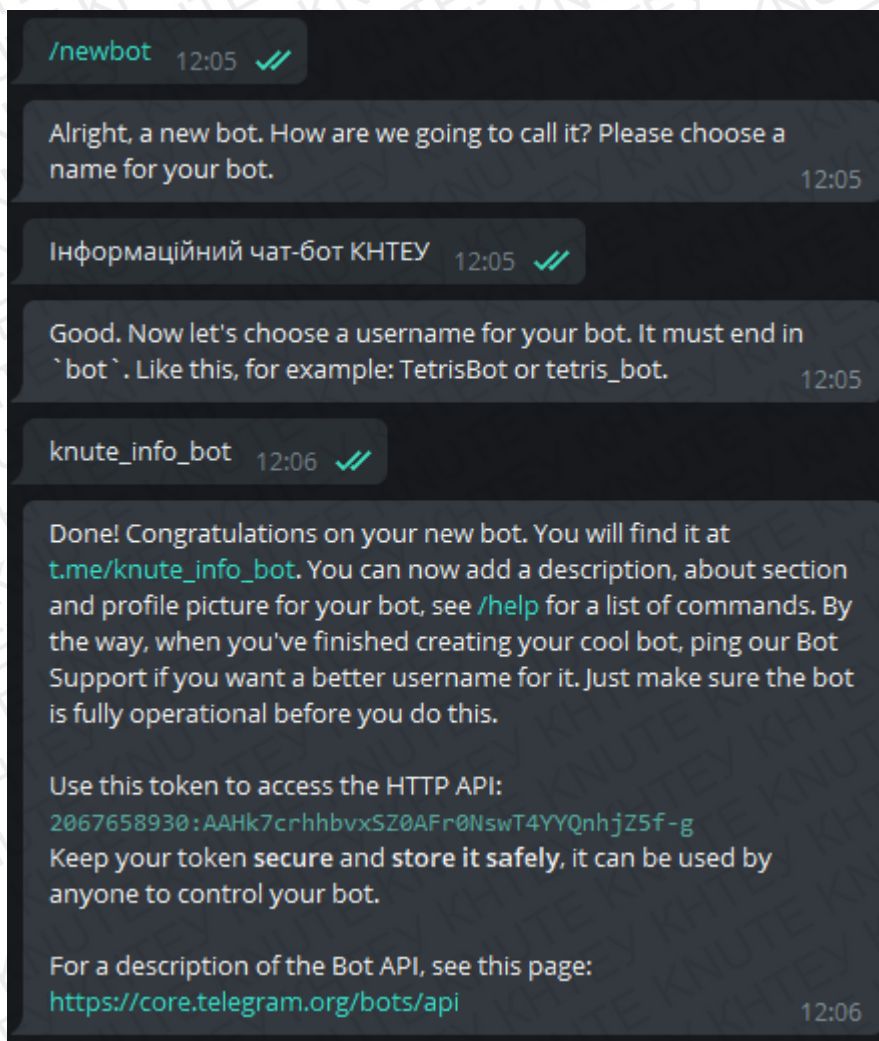 /newbot 12:05
Alright, a new bot. How are we going to call it? Please choose a
name for your bot.
12:05
Інформаційний чат-бот КНТЕУ 12:05
Good. Now let's choose a username for your bot. It must end in
`bot`. Like this, for example: TetrisBot or tetris_bot.
12:05
knute_info_bot 12:06
Done! Congratulations on your new bot. You will find it at
t.me/knute_info_bot. You can now add a description, about section
and profile picture for your bot, see /help for a list of commands. By
the way, when you've finished creating your cool bot, ping our Bot
Support if you want a better username for it. Just make sure the bot
is fully operational before you do this.
Use this token to access the HTTP API:
2067658930:AAHk7crhhbvxSZ0AFr0NswT4YYQnhjZ5f-g
Keep your token secure and store it safely, it can be used by
anyone to control your bot.
For a description of the Bot API, see this page:
https://core.telegram.org/bots/api
12:06